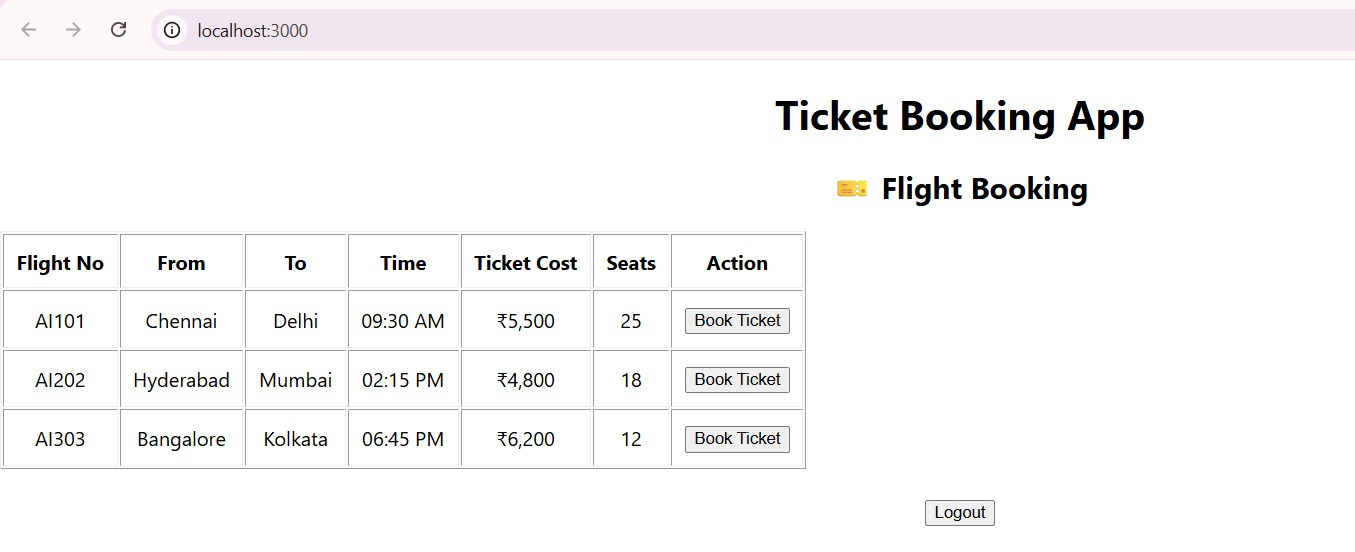 localhost:3000
Ticket Booking App
🎫 Flight Booking
Flight No From To Time Ticket Cost Seats Action
AI101 Chennai Delhi 09:30 AM ₹5,500 25 Book Ticket
AI202 Hyderabad Mumbai 02:15 PM ₹4,800 18 Book Ticket
AI303 Bangalore Kolkata 06:45 PM ₹6,200 12 Book Ticket
Logout